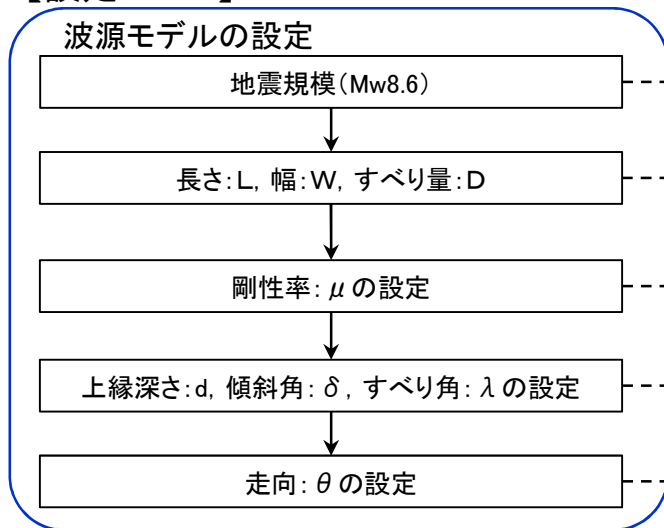 波源モデルの設定
地震規模(Mw8.6)
長さ:L, 幅:W, すべり量:D
剛性率:μの設定
上縁深さ:d, 傾斜角:δ, すべり角:λの設定
走向:θの設定